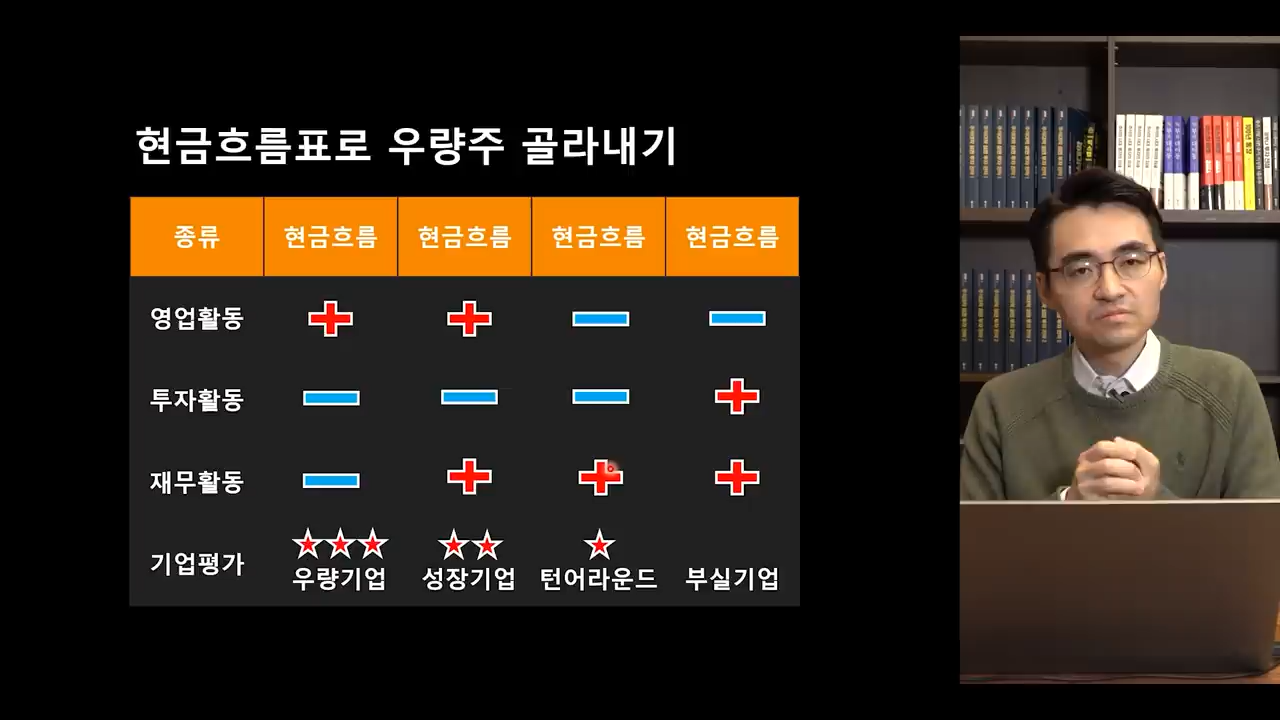 현금흐름표로 우량주 골라내기
종류 현금흐름 현금흐름 현금흐름 현금흐름
영업활동 + + - -
투자활동 - - - +
재무활동 - + + +
기업평가 ★★★ ★★ ★
우량기업 성장기업 턴어라운드 부실기업